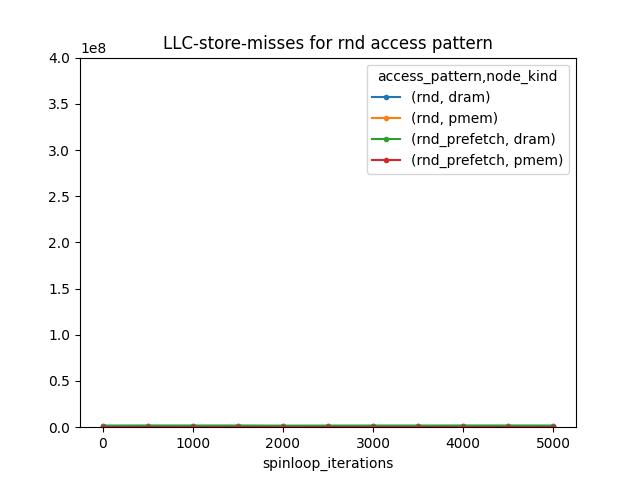 LLC-store-misses for rnd access pattern
1e8
4.0
3.5
3.0
2.5
2.0
1.5
1.0
0.5
0.0
access_pattern,node_kind
(rnd, dram)
(rnd, pmem)
(rnd_prefetch, dram)
(rnd_prefetch, pmem)
0 1000 2000 3000 4000 5000
spinloop_iterations